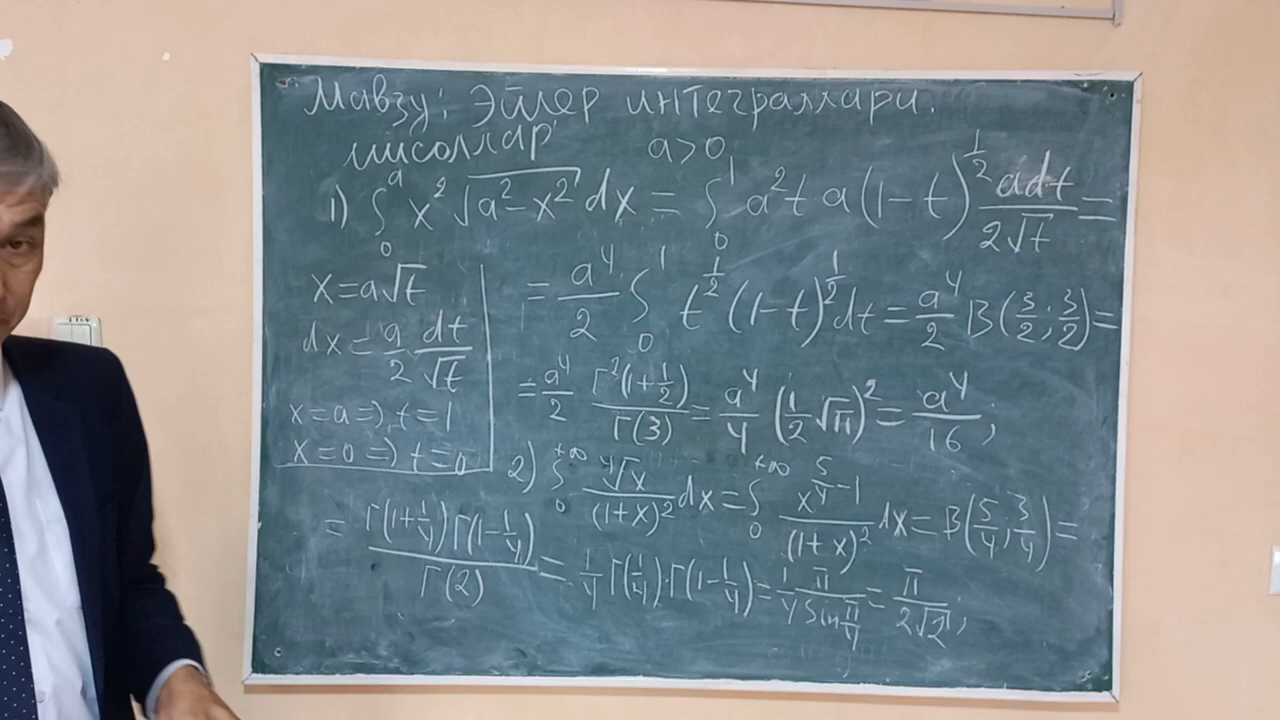 Мавзу: Эйлер интеграллари.
мисоллар a>0
1) ∫₀ᵃ x² √(a²-x²) dx = ∫₀¹ a²t a(1-t)^(1/2) adt/(2√t) =
x=a√t
dx = a/2 dt/√t
x=a => t=1
x=0 => t=0
= a⁴/2 ∫₀¹ t^(1/2) (1-t)^(1/2) dt = a⁴/2 B(3/2; 3/2) =
= a⁴/2 Γ²(1+1/2)/Γ(3) = a⁴/4 (1/2 √π)² = a⁴/16;
2) ∫₀^(+∞) ⁴√x/(1+x)² dx = ∫₀^(+∞) x^(5/4-1)/(1+x)² dx = B(5/4; 3/4) =
= Γ(1+1/4)Γ(1-1/4)/Γ(2) = 1/4 Γ(1/4)·Γ(1-1/4) = 1/4 π/sin(π/4) = π/(2√2);